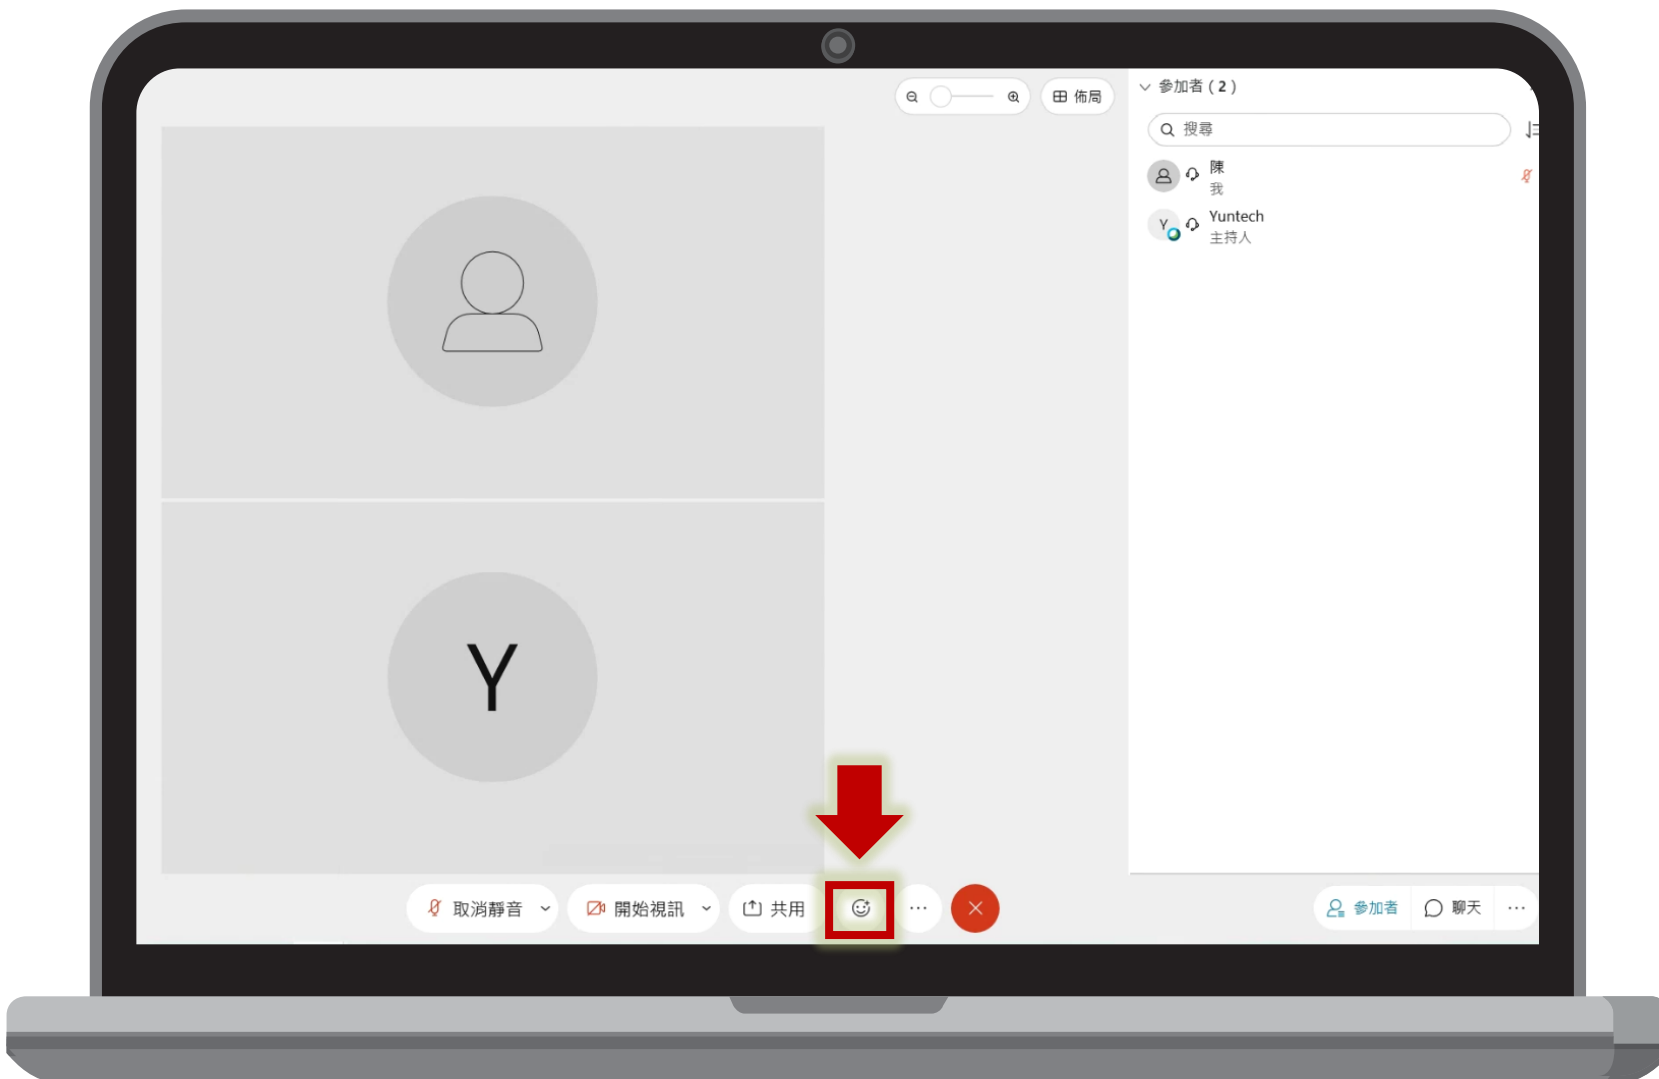 佈局
參加者 ( 2 )
搜尋
陳
我
Y
Yuntech
主持人
Y
取消靜音
開始視訊
共用
參加者
聊天